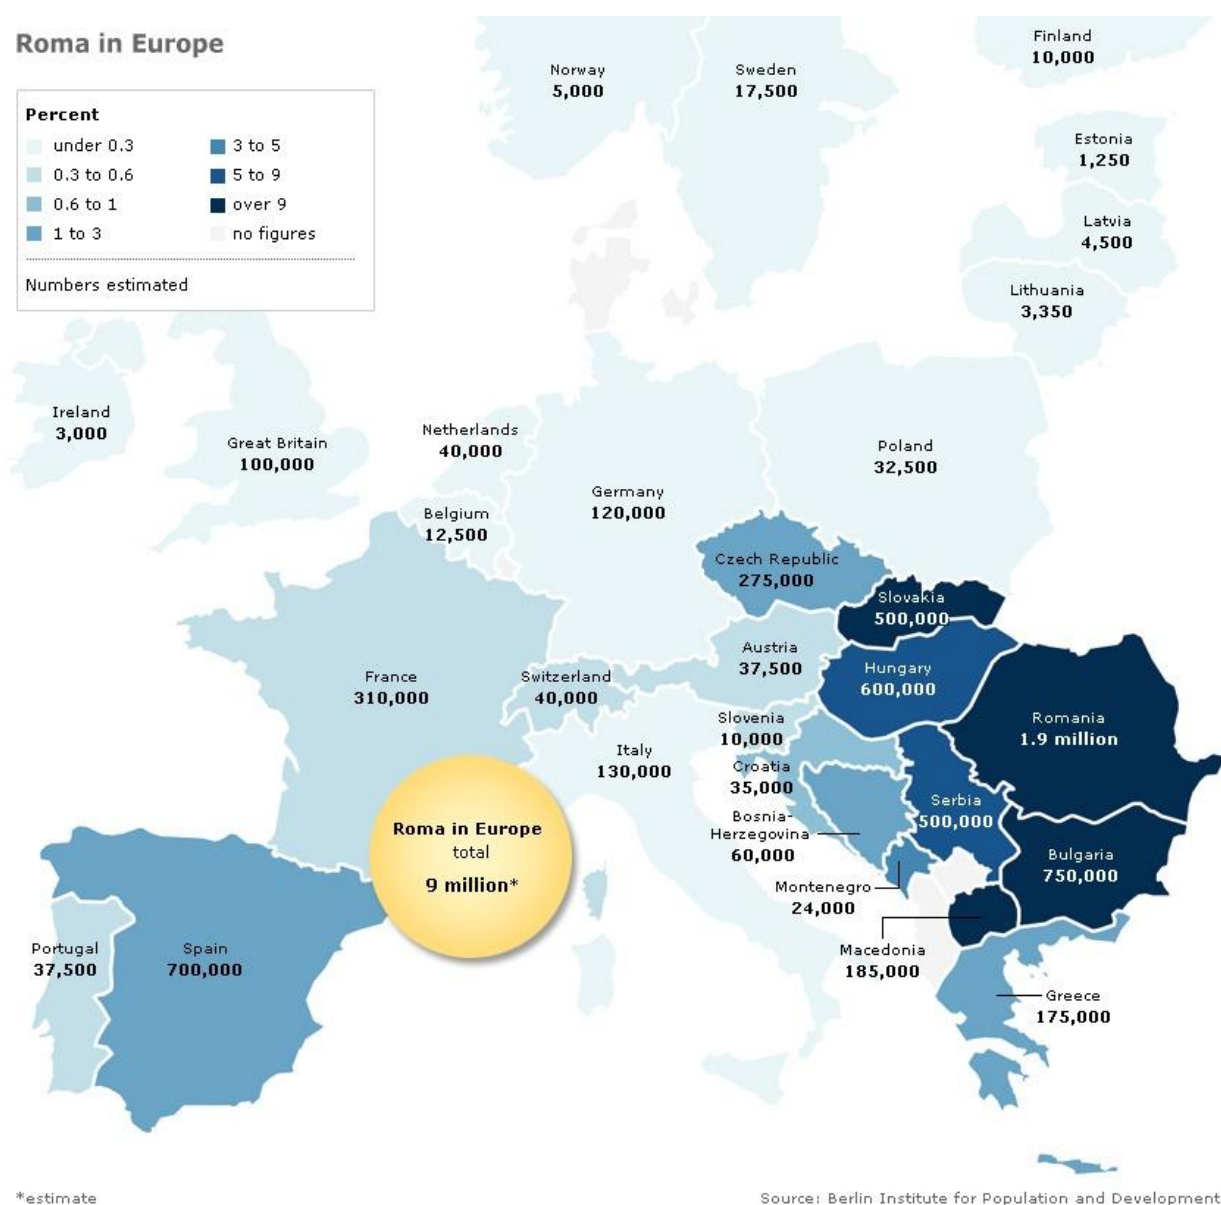 Roma in Europe
Percent
under 0.3
0.3 to 0.6
0.6 to 1
1 to 3
3 to 5
5 to 9
over 9
no figures
Numbers estimated
Finland
10,000
Norway
5,000
Sweden
17,500
Estonia
1,250
Latvia
4,500
Lithuania
3,350
Ireland
3,000
Great Britain
100,000
Netherlands
40,000
Belgium
12,500
Germany
120,000
Poland
32,500
Czech Republic
275,000
Slovakia
500,000
Austria
37,500
Hungary
600,000
France
310,000
Switzerland
40,000
Slovenia
10,000
Romania
1.9 million
Italy
130,000
Croatia
35,000
Serbia
500,000
Bosnia-
Herzegovina
60,000
Roma in Europe
total
9 million*
Bulgaria
750,000
Montenegro
24,000
Portugal
37,500
Spain
700,000
Macedonia
185,000
Greece
175,000
*estimate
Source: Berlin Institute for Population and Development